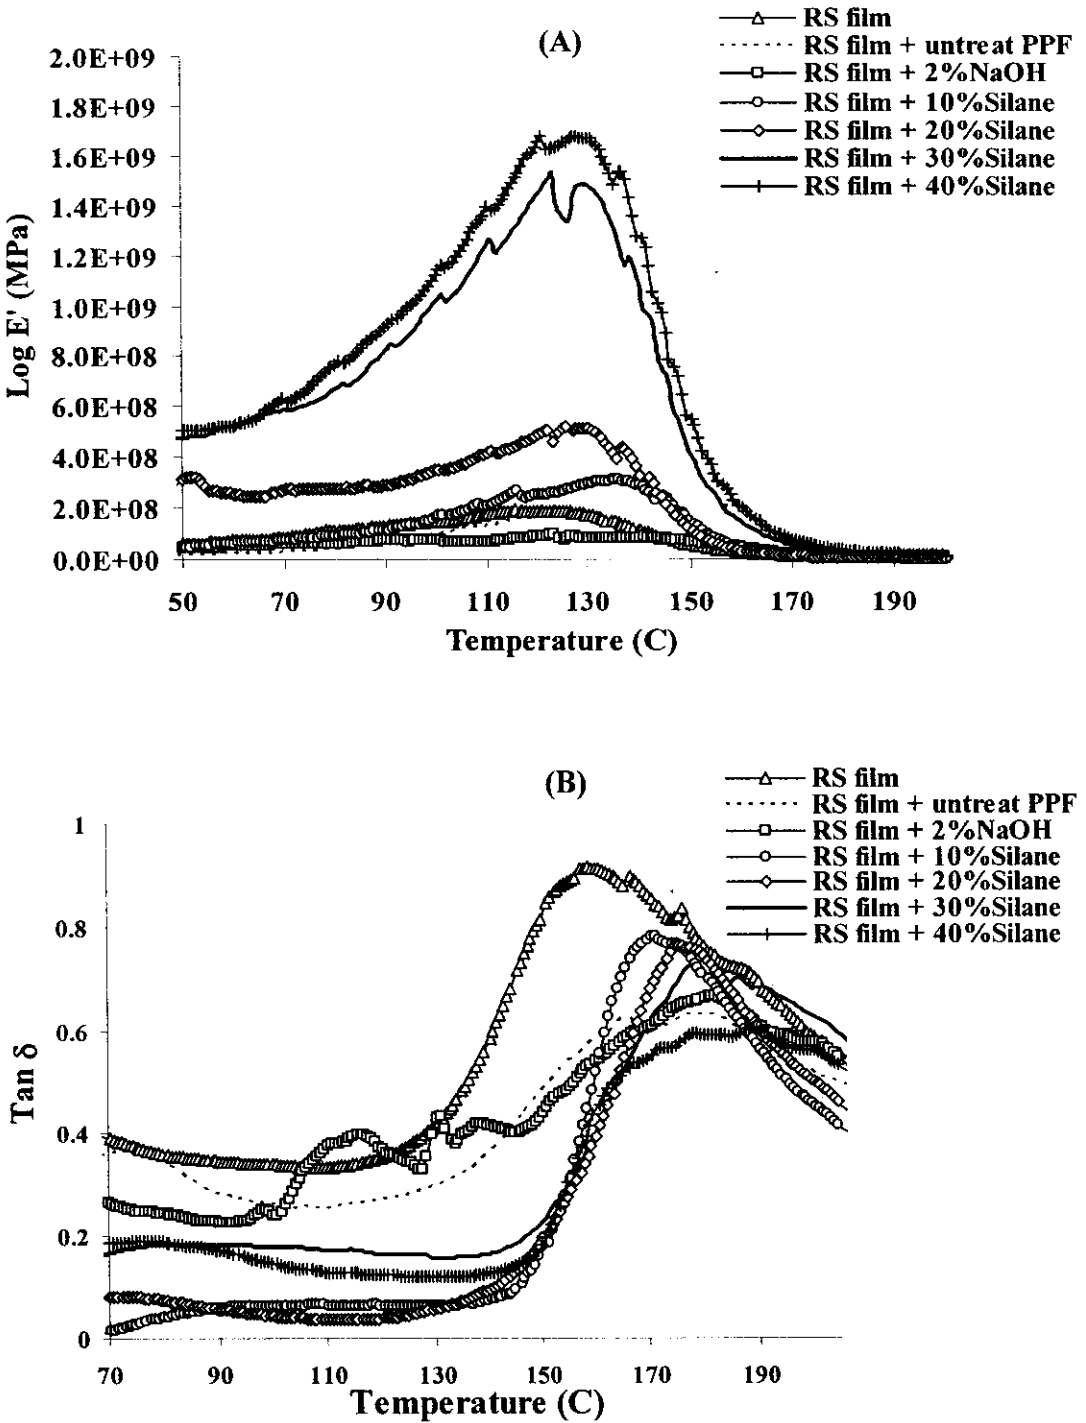 (A)
RS film
RS film + untreat PPF
RS film + 2%NaOH
RS film + 10%Silane
RS film + 20%Silane
RS film + 30%Silane
RS film + 40%Silane
2.0E+09
1.8E+09
1.6E+09
1.4E+09
1.2E+09
1.0E+09
8.0E+08
6.0E+08
4.0E+08
2.0E+08
0.0E+00
Log E' (MPa)
50 70 90 110 130 150 170 190
Temperature (C)
(B)
RS film
RS film + untreat PPF
RS film + 2%NaOH
RS film + 10%Silane
RS film + 20%Silane
RS film + 30%Silane
RS film + 40%Silane
1
0.8
0.6
0.4
0.2
0
Tan δ
70 90 110 130 150 170 190
Temperature (C)